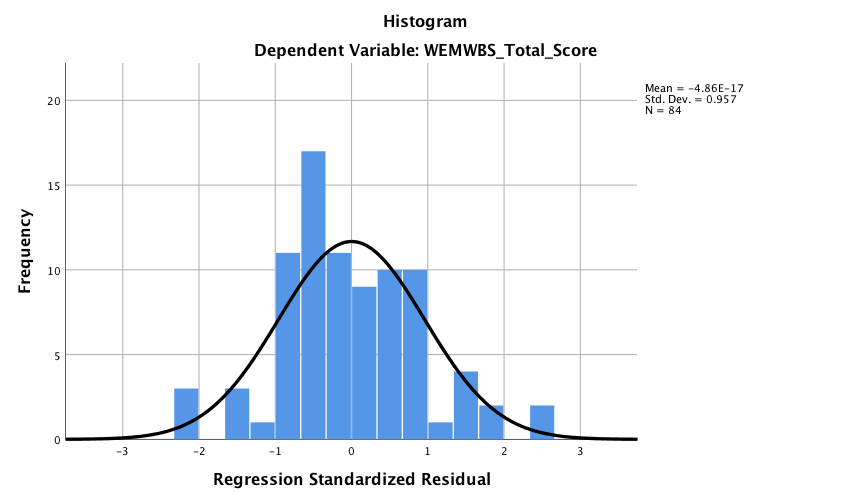 Histogram
Dependent Variable: WEMWBS_Total_Score
Mean = -4.86E-17
Std. Dev. = 0.957
N = 84
Frequency
20
15
10
5
0
-3 -2 -1 0 1 2 3
Regression Standardized Residual